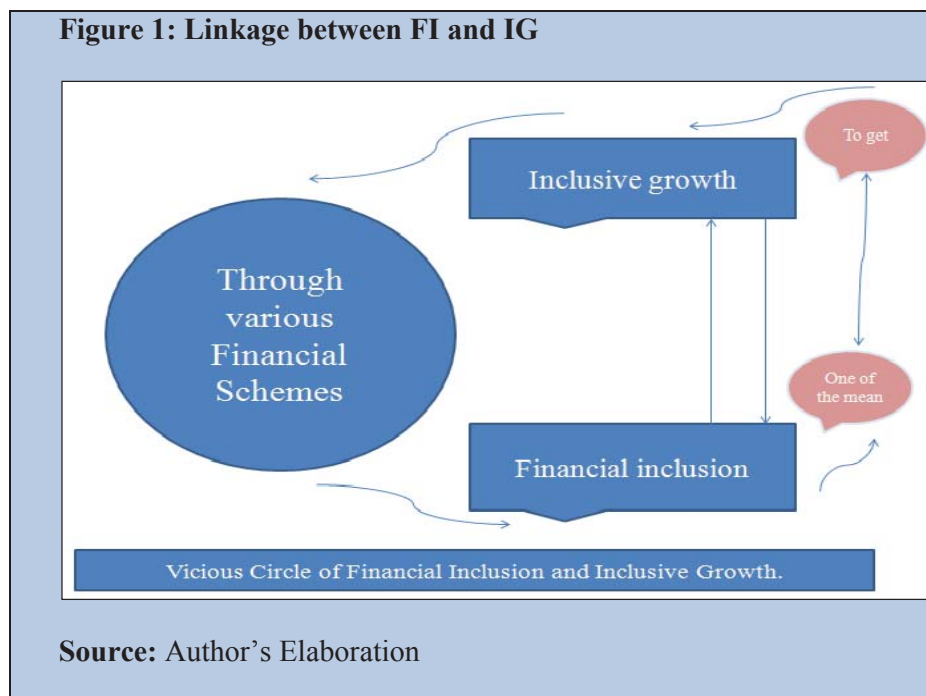 Figure 1: Linkage between FI and IG
To get
Inclusive growth
Through
various
Financial
Schemes
One of
the mean
Financial inclusion
Vicious Circle of Financial Inclusion and Inclusive Growth.
Source: Author’s Elaboration